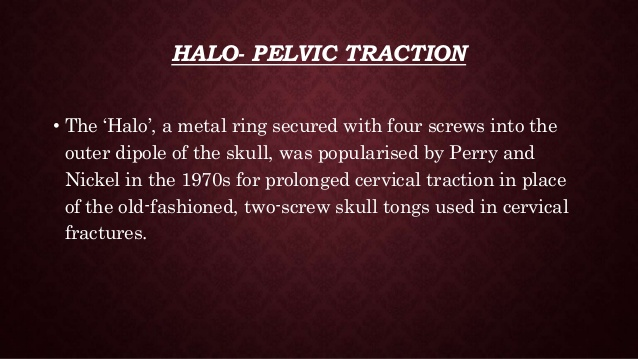 HALO- PELVIC TRACTION
• The ‘Halo’, a metal ring secured with four screws into the
outer dipole of the skull, was popularised by Perry and
Nickel in the 1970s for prolonged cervical traction in place
of the old-fashioned, two-screw skull tongs used in cervical
fractures.